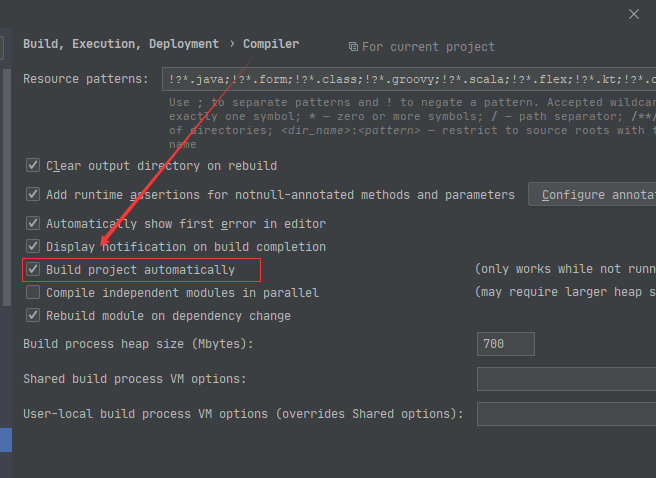 Build, Execution, Deployment › Compiler
For current project
Resource patterns: !?*.java;!?*.form;!?*.class;!?*.groovy;!?*.scala;!?*.flex;!?*.kt;!?*.c
Use ; to separate patterns and ! to negate a pattern. Accepted
exactly one symbol; * — zero or more symbols; / — path separator; /**/
of directories; <dir_name>:<pattern> — restrict to source roots with
name
Clear output directory on rebuild
Add runtime assertions for notnull-annotated methods and parameters Configure
Automatically show first error in editor
Display notification on build completion
Build project automatically (only works while not
Compile independent modules in parallel (may require larger heap
Rebuild module on dependency change
Build process heap size (Mbytes): 700
Shared build process VM options:
User-local build process VM options (overrides Shared options):